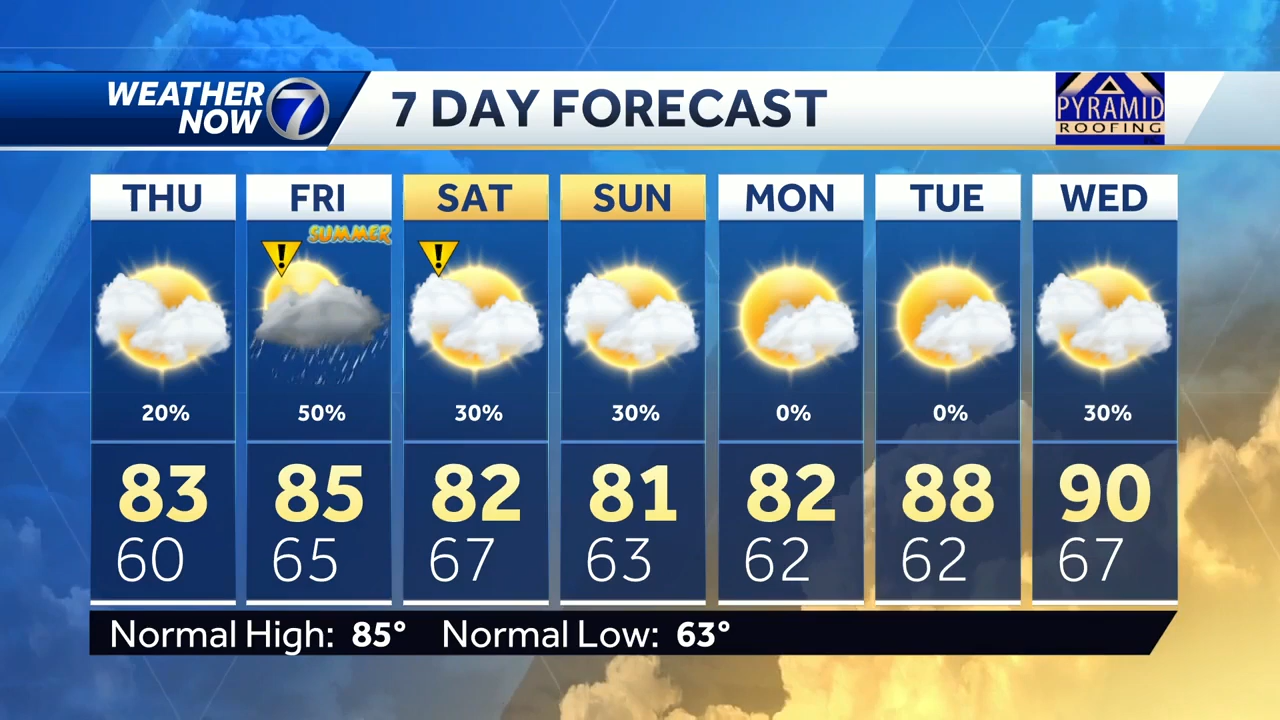 WEATHER
NOW
7
7 DAY FORECAST
PYRAMID
ROOFING
THU
FRI
SAT
SUN
MON
TUE
WED
!
SUMMER
!
20%
50%
30%
30%
0%
0%
30%
83
85
82
81
82
88
90
60
65
67
63
62
62
67
Normal High: 85° Normal Low: 63°